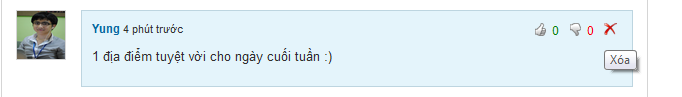 Yung 4 phút trước 0 0
1 địa điểm tuyệt vời cho ngày cuối tuần :)
Xóa